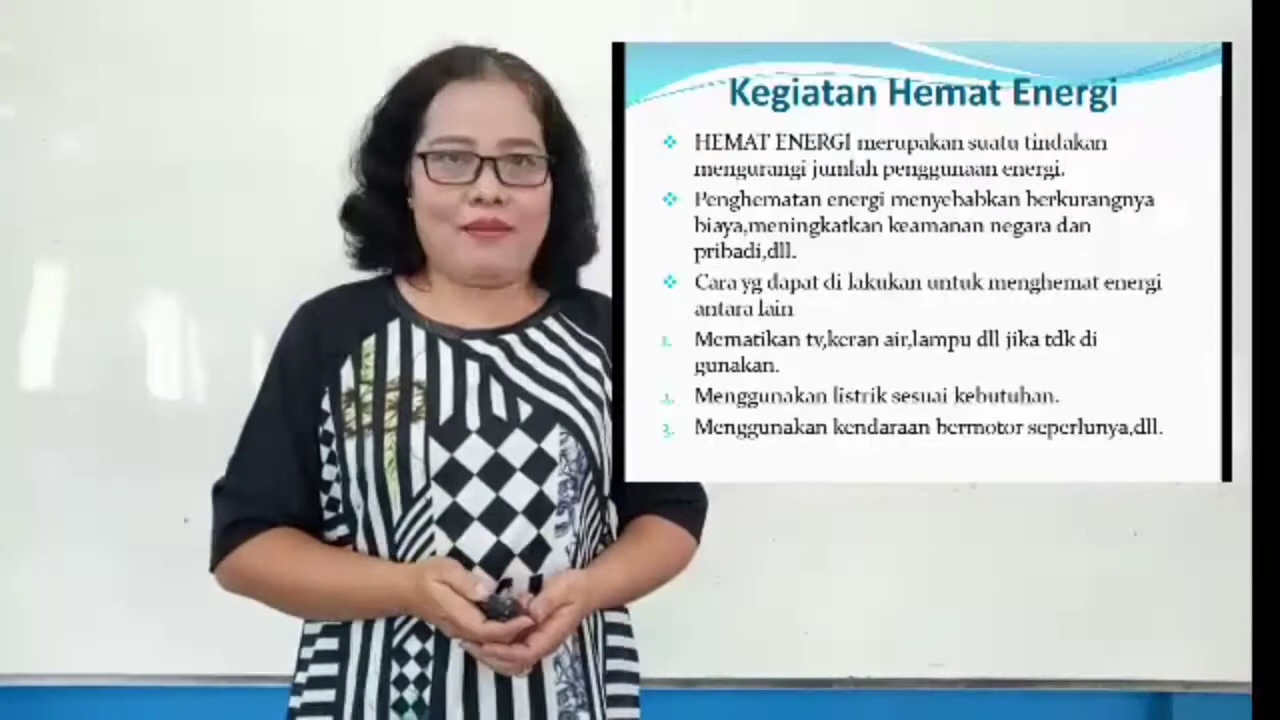 Kegiatan Hemat Energi
❖ HEMAT ENERGI merupakan suatu tindakan
mengurangi jumlah penggunaan energi.
❖ Penghematan energi menyebabkan berkurangnya
biaya,meningkatkan keamanan negara dan
pribadi,dll.
❖ Cara yg dapat di lakukan untuk menghemat energi
antara lain
1. Mematikan tv,keran air,lampu dll jika tdk di
gunakan.
2. Menggunakan listrik sesuai kebutuhan.
3. Menggunakan kendaraan bermotor seperlunya,dll.